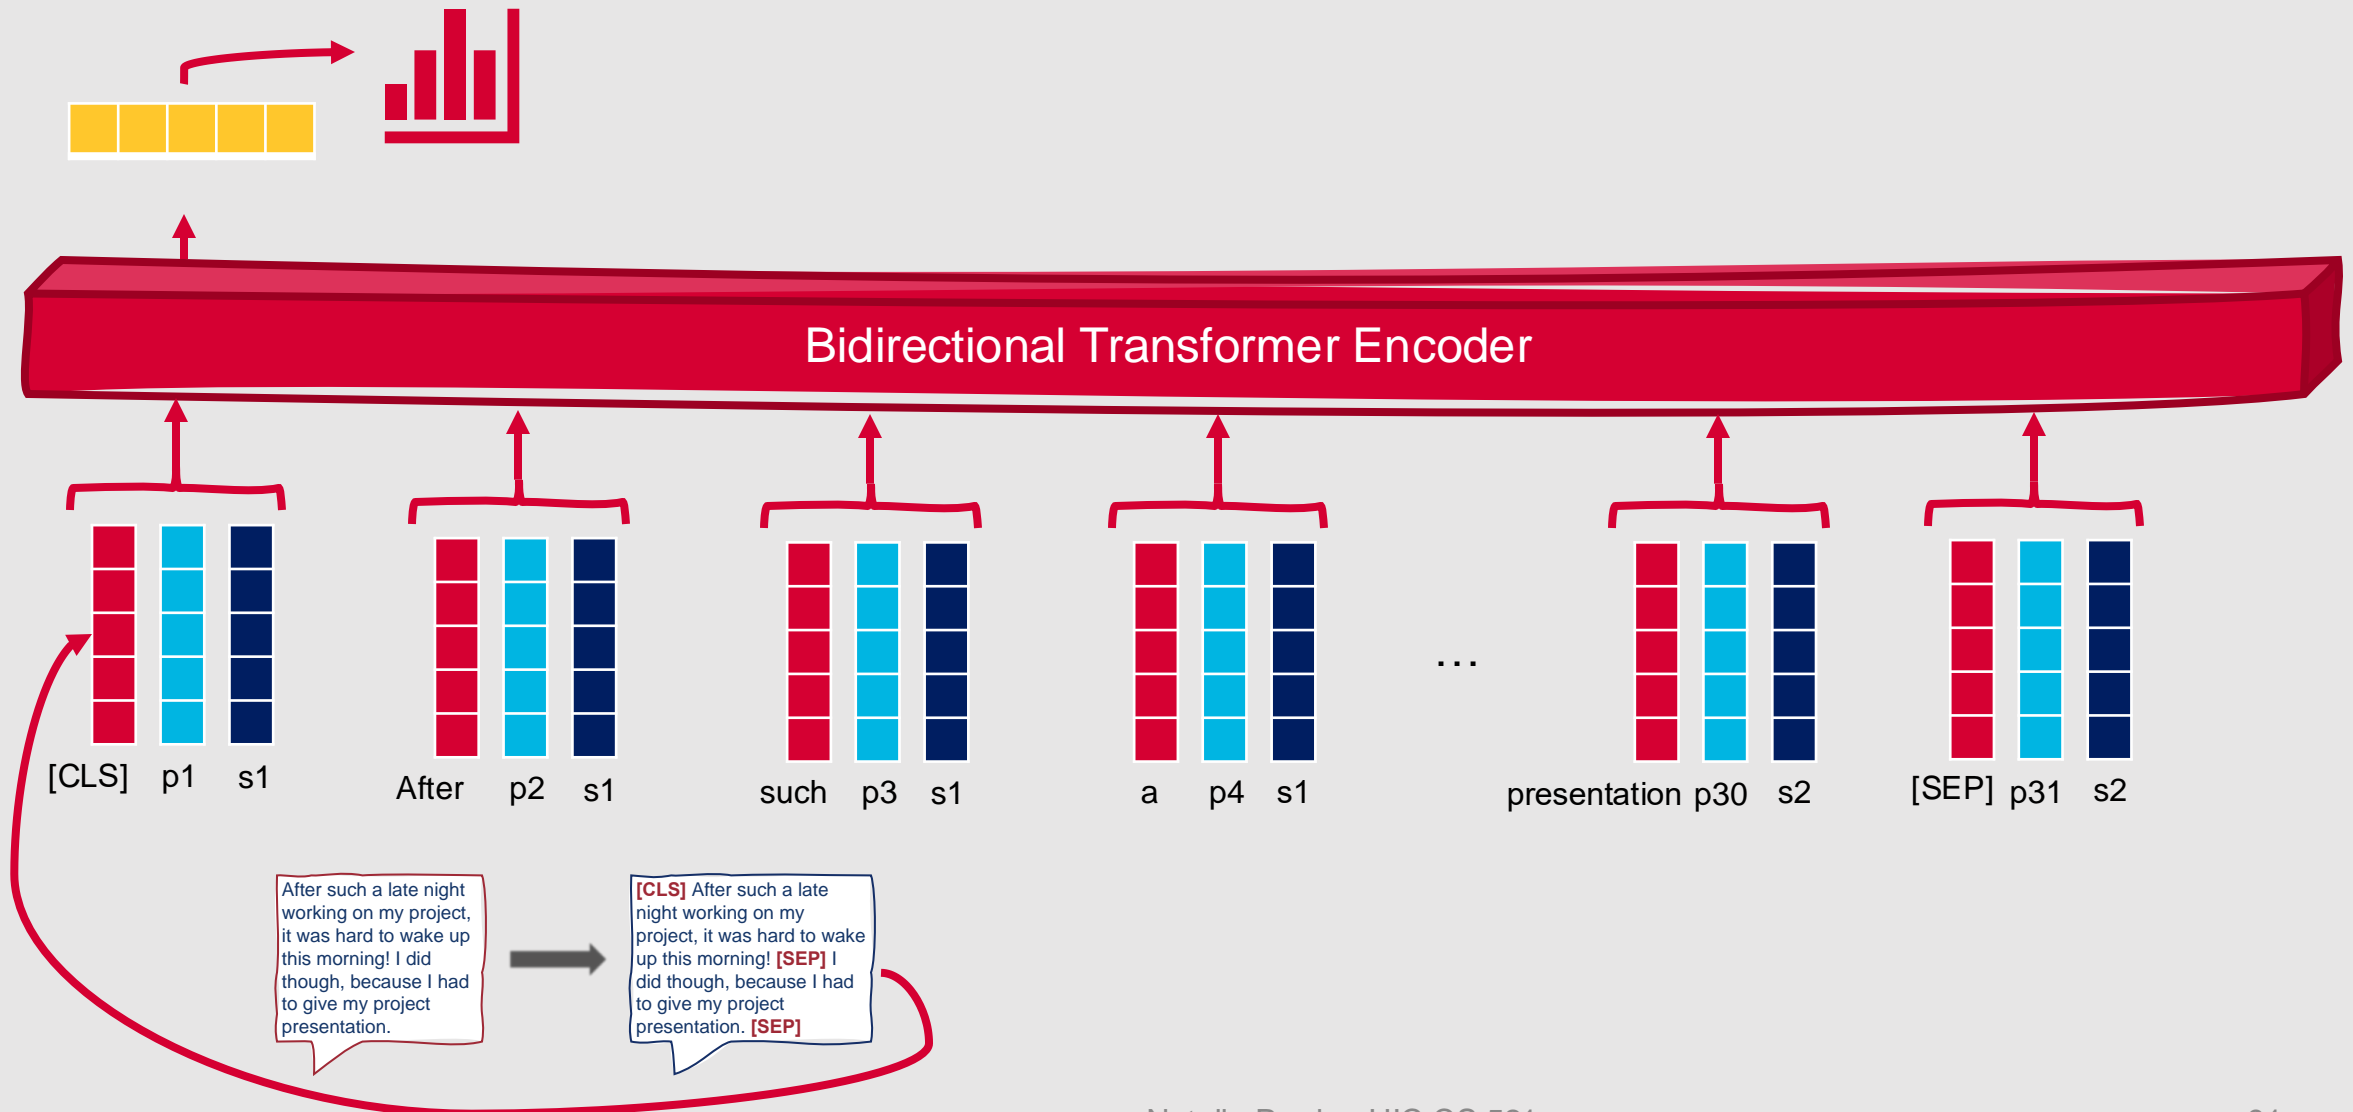 Bidirectional Transformer Encoder
[CLS] p1 s1 After p2 s1 such p3 s1 a p4 s1 ... presentation p30 s2 [SEP] p31 s2
After such a late night
working on my project,
it was hard to wake up
this morning! I did
though, because I had
to give my project
presentation.
[CLS] After such a late
night working on my
project, it was hard to wake
up this morning! [SEP] I
did though, because I had
to give my project
presentation. [SEP]